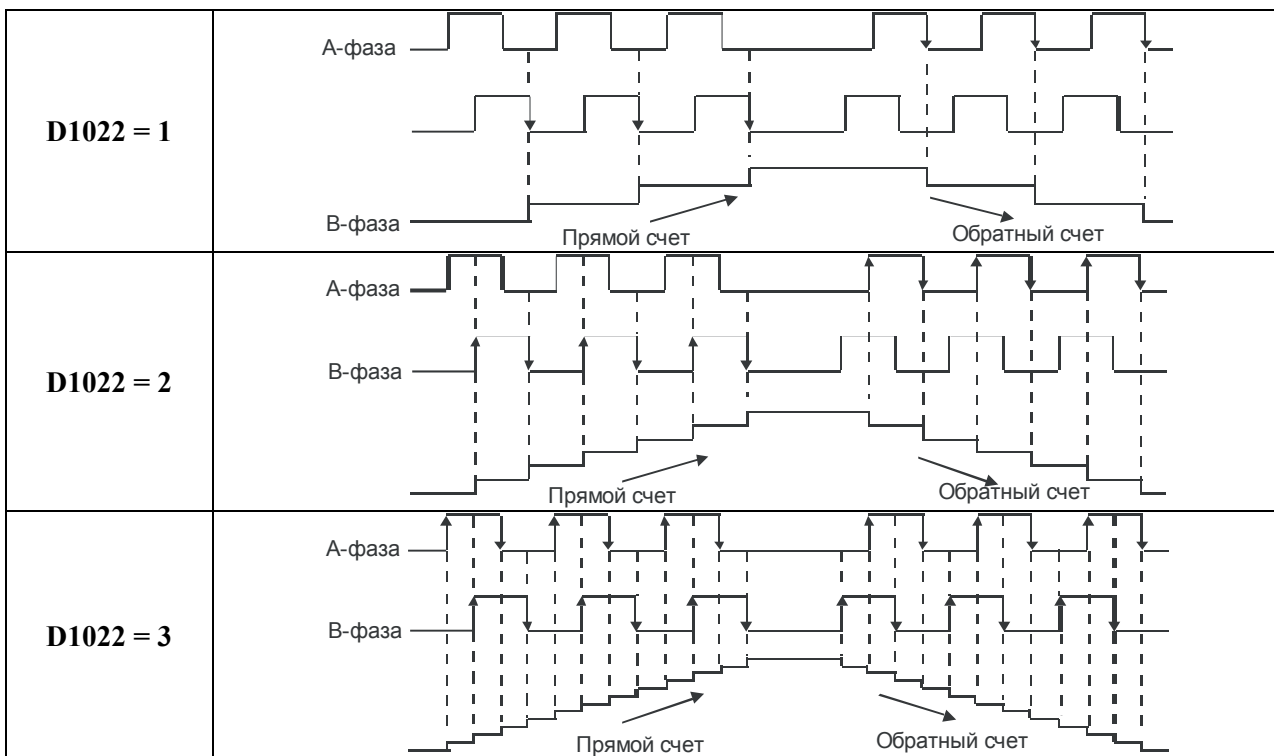 D1022 = 1
А-фаза
В-фаза
Прямой счет
Обратный счет
D1022 = 2
А-фаза
В-фаза
Прямой счет
Обратный счет
D1022 = 3
А-фаза
В-фаза
Прямой счет
Обратный счет